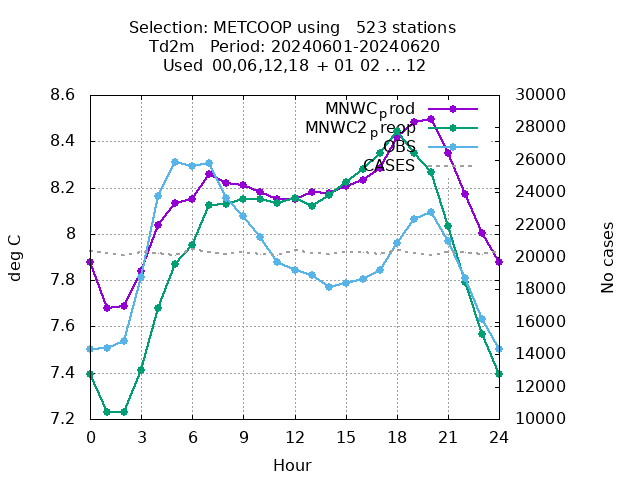 Selection: METCOOP using   523 stations
Td2m   Period: 20240601-20240620
Used  00,06,12,18 + 01 02 ... 12
8.6
8.4
8.2
8
7.8
7.6
7.4
7.2
deg C
30000
28000
26000
24000
22000
20000
18000
16000
14000
12000
10000
No cases
MNWCprod
MNWC2preop
OBS
CASES
0 3 6 9 12 15 18 21 24
Hour